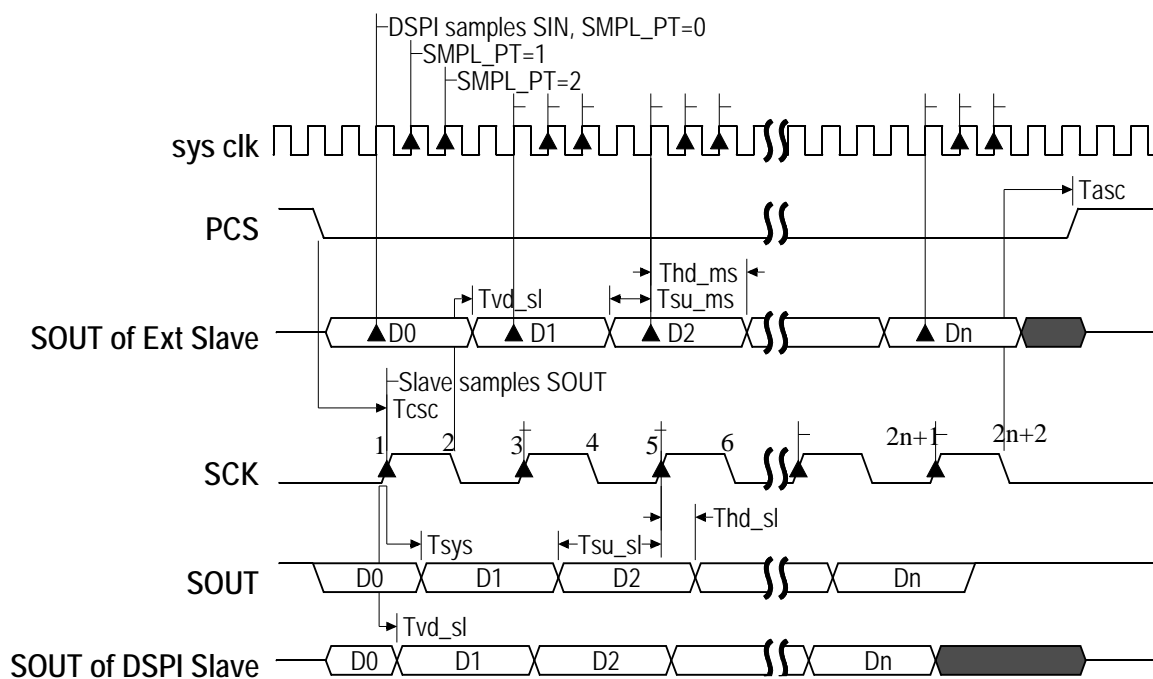 DSPI samples SIN, SMPL_PT=0
SMPL_PT=1
SMPL_PT=2
sys clk
Tasc
PCS
Thd_ms
Tvd_sl
Tsu_ms
SOUT of Ext Slave
D0
D1
D2
Dn
Slave samples SOUT
Tcsc
1
2
3
4
5
6
2n+1
2n+2
SCK
Thd_sl
Tsys
Tsu_sl
SOUT
D0
D1
D2
Dn
Tvd_sl
SOUT of DSPI Slave
D0
D1
D2
Dn